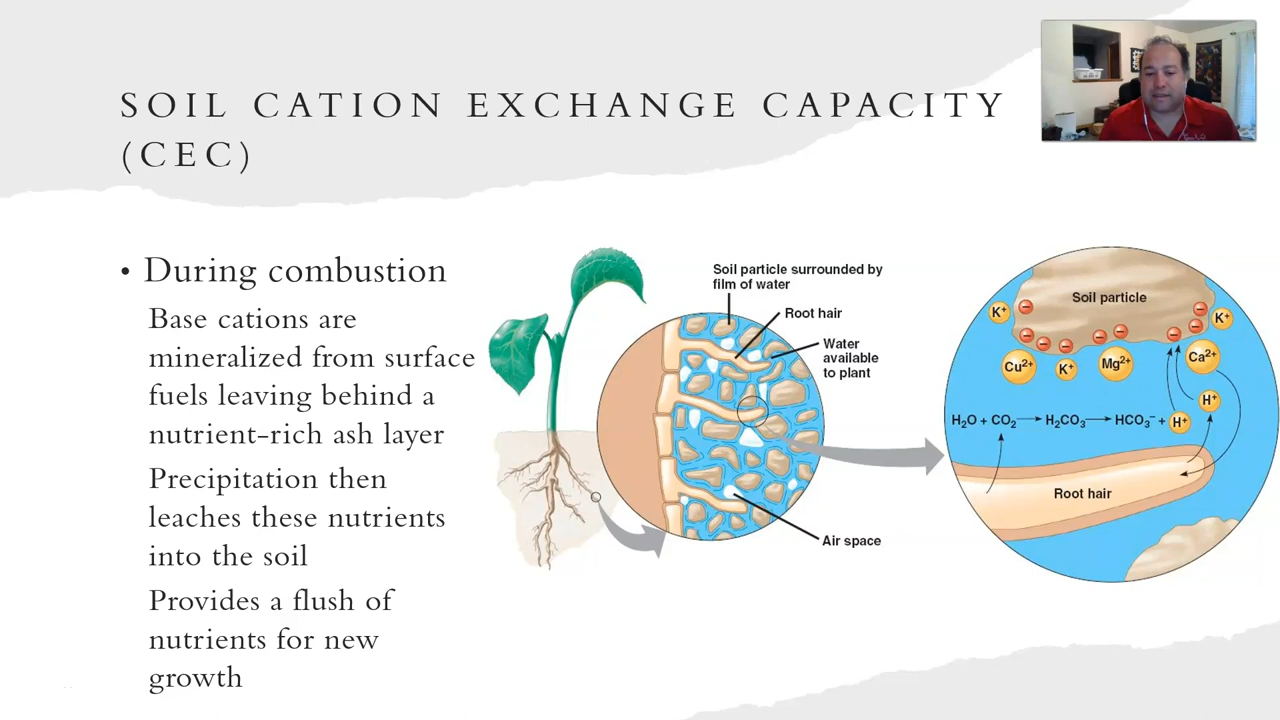 SOIL CATION EXCHANGE CAPACITY
(CEC)
• During combustion
Base cations are
mineralized from surface
fuels leaving behind a
nutrient-rich ash layer
Precipitation then
leaches these nutrients
into the soil
Provides a flush of
nutrients for new
growth
Soil particle surrounded by
film of water
Root hair
Water
available
to plant
Air space
Soil particle
K⁺
K⁺
Cu²⁺
K⁺
Mg²⁺
Ca²⁺
H⁺
H₂O + CO₂ → H₂CO₃ → HCO₃⁻ + H⁺
Root hair